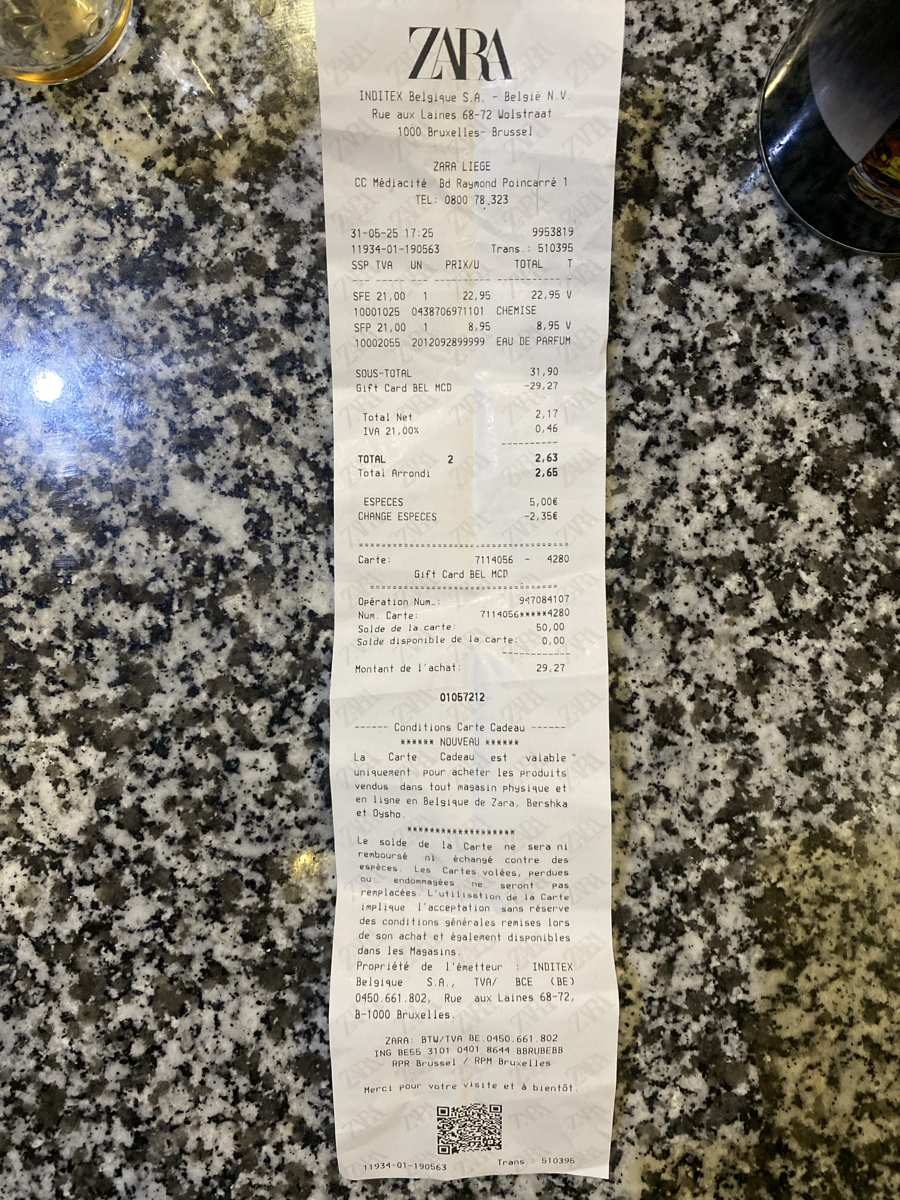 ZARA
INDITEX Belgique S.A. - België N.V.
Rue aux Laines 68-72 Wolstraat
1000 Bruxelles- Brussel
ZARA LIEGE
CC Médiacité Bd Raymond Poincarré 1
TEL: 0800 78.323
31-05-25 17:25 9953819
11934-01-190563 Trans.: 510395
SSP TVA UN PRIX/U TOTAL T
SFE 21,00 1 22,95 22,95 V
10001025 0438706971101 CHEMISE
SFP 21,00 1 8,95 8,95 V
10002055 2012092899999 EAU DE PARFUM
SOUS-TOTAL 31,90
Gift Card BEL MCD -29,27
Total Net 2,17
IVA 21,00% 0,46
----------
TOTAL 2 2,63
Total Arrondi 2,65
ESPECES 5,00€
CHANGE ESPECES -2,35€
Carte: 7114056 - 4280
Gift Card BEL MCD
Opération Num.: 947084107
Num. Carte: 7114056*****4280
Solde de la carte: 50,00
Solde disponible de la carte: 0,00
Montant de l'achat: 29,27
01057212
------ Conditions Carte Cadeau ------
****** NOUVEAU ******
La Carte Cadeau est valable
uniquement pour acheter les produits
vendus dans tout magasin physique et
en ligne en Belgique de Zara, Bershka
et Oysho.
******************
Le solde de la Carte ne sera ni
remboursé ni échangé contre des
espèces. Les Cartes volées, perdues
ou endommagées ne seront pas
remplacées. L'utilisation de la Carte
implique l'acceptation sans réserve
des conditions générales remises lors
de son achat et également disponibles
dans les Magasins.
Propriété de l'émetteur : INDITEX
Belgique S.A., TVA/ BCE (BE)
0450.661.802, Rue aux Laines 68-72,
B-1000 Bruxelles.
ZARA: BTW/TVA BE.0450.661.802
ING BE55 3101 0401 8644 BBRUBEBB
RPR Brussel / RPM Bruxelles
Merci pour votre visite et à bientôt.
11934-01-190563 Trans.: 510395